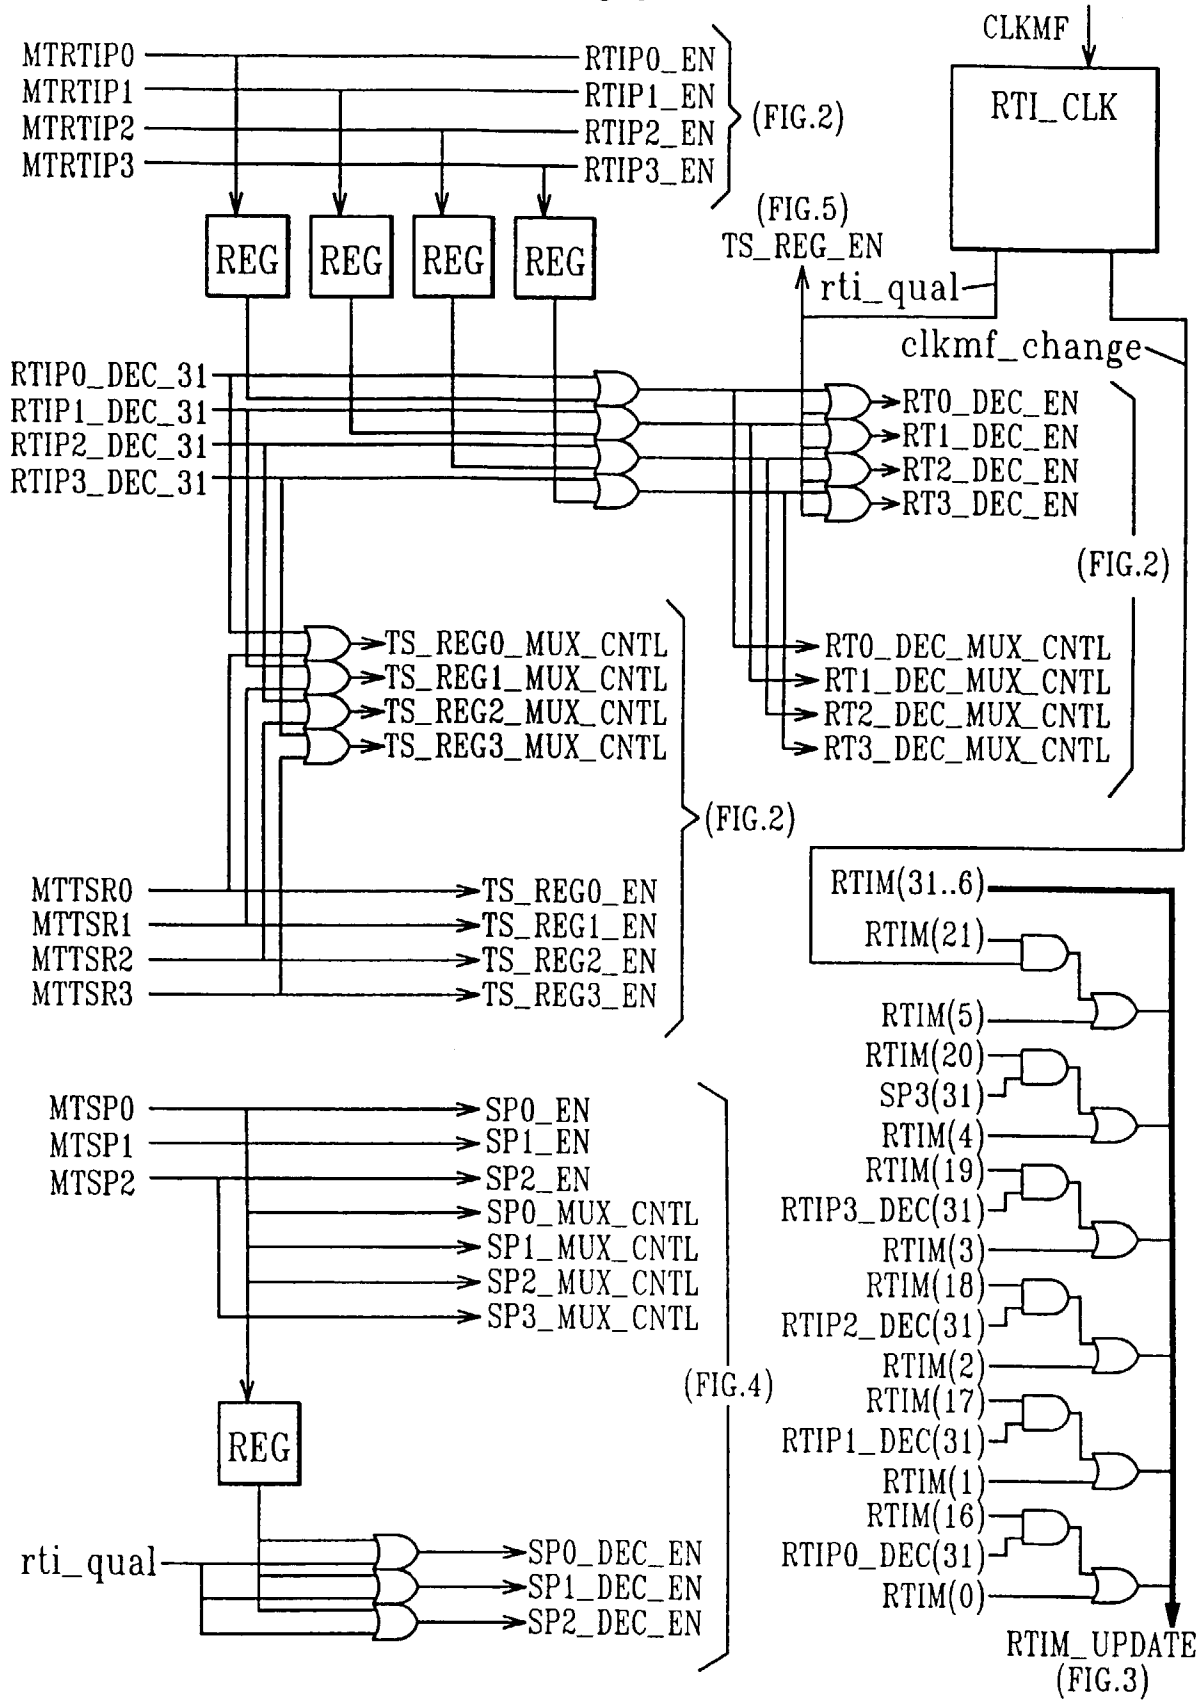 MTRTIP0
MTRTIP1
MTRTIP2
MTRTIP3
RTIP0_EN
RTIP1_EN
RTIP2_EN
RTIP3_EN
(FIG.2)
CLKMF
RTI_CLK
REG
REG
REG
REG
(FIG.5)
TS_REG_EN
rti_qual
clkmf_change
RTIP0_DEC_31
RTIP1_DEC_31
RTIP2_DEC_31
RTIP3_DEC_31
RT0_DEC_EN
RT1_DEC_EN
RT2_DEC_EN
RT3_DEC_EN
(FIG.2)
TS_REG0_MUX_CNTL
TS_REG1_MUX_CNTL
TS_REG2_MUX_CNTL
TS_REG3_MUX_CNTL
RT0_DEC_MUX_CNTL
RT1_DEC_MUX_CNTL
RT2_DEC_MUX_CNTL
RT3_DEC_MUX_CNTL
(FIG.2)
MTTSR0
MTTSR1
MTTSR2
MTTSR3
TS_REG0_EN
TS_REG1_EN
TS_REG2_EN
TS_REG3_EN
RTIM(31..6)
RTIM(21)
RTIM(5)
RTIM(20)
SP3(31)
RTIM(4)
RTIM(19)
RTIP3_DEC(31)
RTIM(3)
RTIM(18)
RTIP2_DEC(31)
RTIM(2)
RTIM(17)
RTIP1_DEC(31)
RTIM(1)
RTIM(16)
RTIP0_DEC(31)
RTIM(0)
RTIM_UPDATE
(FIG.3)
MTSP0
MTSP1
MTSP2
SP0_EN
SP1_EN
SP2_EN
SP0_MUX_CNTL
SP1_MUX_CNTL
SP2_MUX_CNTL
SP3_MUX_CNTL
(FIG.4)
REG
rti_qual
SP0_DEC_EN
SP1_DEC_EN
SP2_DEC_EN